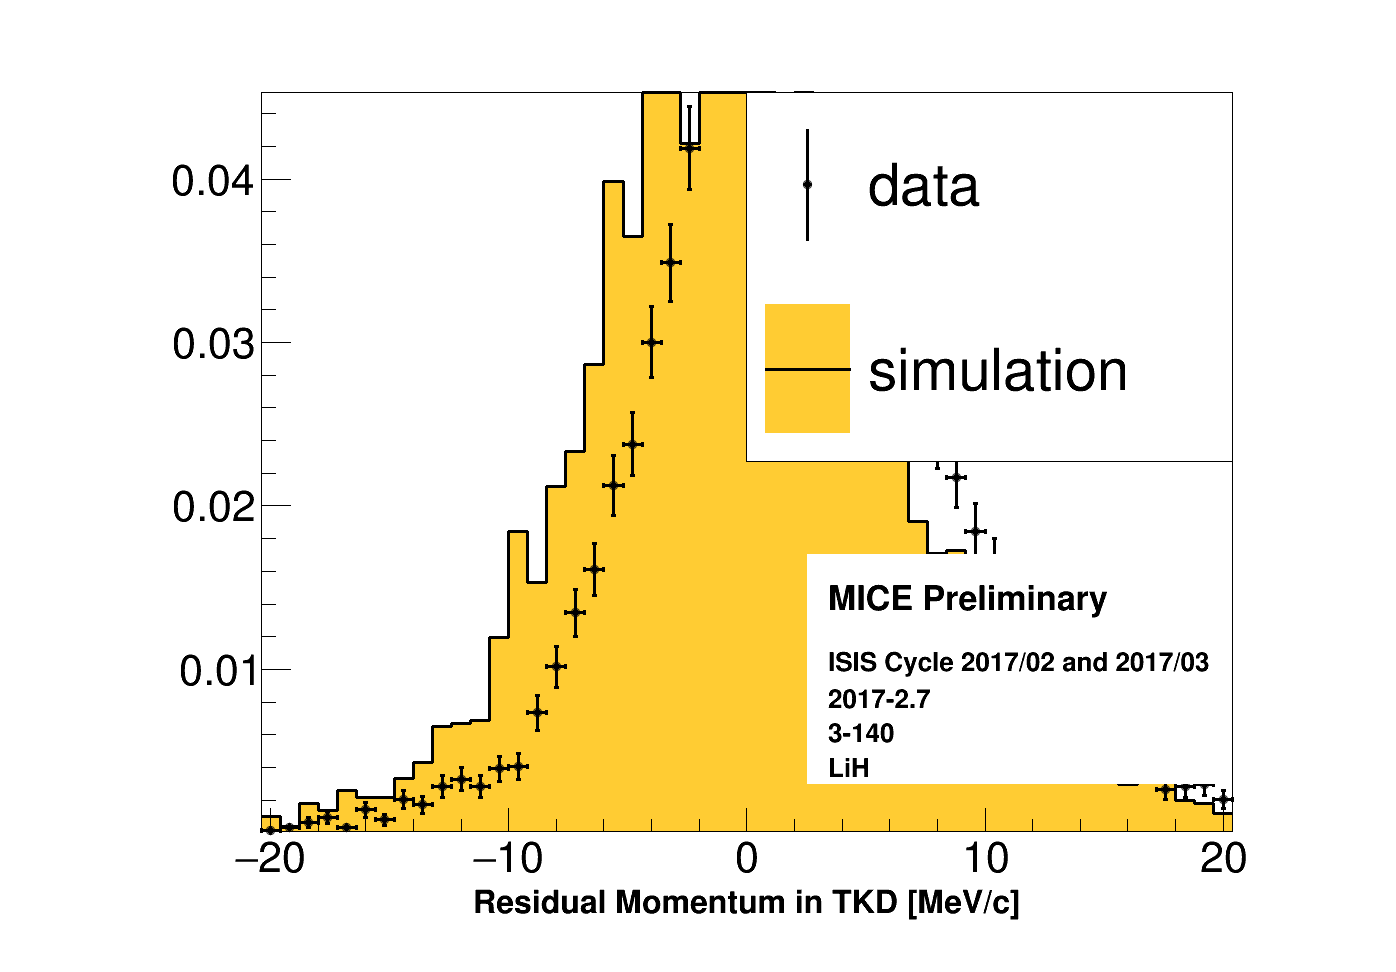 0.04
0.03
0.02
0.01
data
simulation
MICE Preliminary
ISIS Cycle 2017/02 and 2017/03
2017-2.7
3-140
LiH
−20
−10
0
10
20
Residual Momentum in TKD [MeV/c]